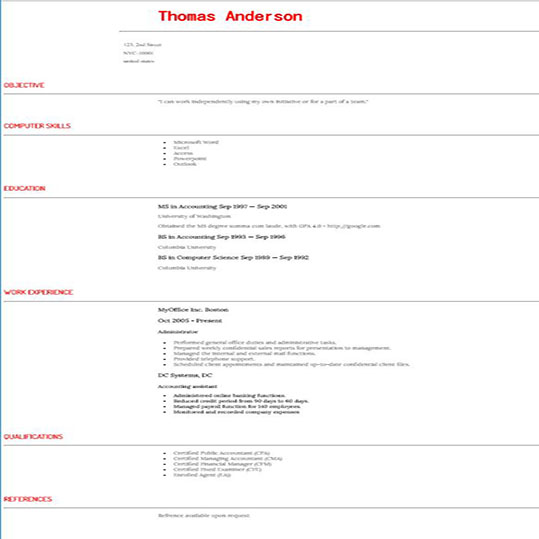 Thomas Anderson
123, 2nd Street
NYC 10001
united states
OBJECTIVE
"I can work independently using my own initiative or for a part of a team."
COMPUTER SKILLS
Microsoft Word
Excel
Access
Powerpoint
Outlook
EDUCATION
MS in Accounting Sep 1997 — Sep 2001
University of Washington
Obtained the MS degree summa cum laude, with GPA 4.0 - http://google.com
BS in Accounting Sep 1993 — Sep 1996
Columbia University
BS in Computer Science Sep 1989 — Sep 1992
Columbia University
WORK EXPERIENCE
MyOffice Inc. Boston
Oct 2005 - Present
Administrator
Performed general office duties and administrative tasks.
Prepared weekly confidential sales reports for presentation to management.
Managed the internal and external mail functions.
Provided telephone support.
Scheduled client appointments and maintained up-to-date confidential client files.
DC Systems, DC
Accounting assistant
Administered online banking functions.
Reduced credit period from 90 days to 60 days.
Managed payroll function for 140 employees.
Monitored and recorded company expenses
QUALIFICATIONS
Certified Public Accountant (CPA)
Certified Managing Accountant (CMA)
Certified Financial Manager (CFM)
Certified Fraud Examiner (CFE)
Enrolled Agent (EA)
REFERENCES
Refrence available upon request